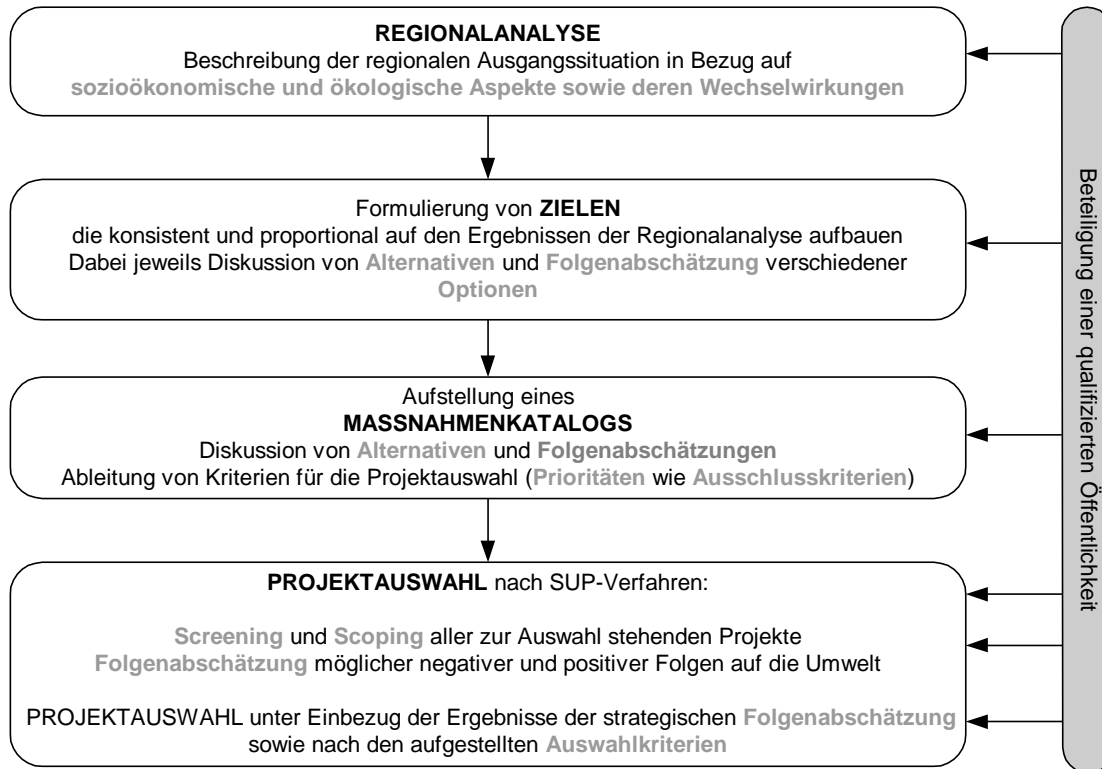 REGIONALANALYSE
Beschreibung der regionalen Ausgangssituation in Bezug auf
sozioökonomische und ökologische Aspekte sowie deren Wechselwirkungen
Formulierung von ZIELEN
die konsistent und proportional auf den Ergebnissen der Regionalanalyse aufbauen
Dabei jeweils Diskussion von Alternativen und Folgenabschätzung verschiedener
Optionen
Aufstellung eines
MASSNAHMENKATALOGS
Diskussion von Alternativen und Folgenabschätzungen
Ableitung von Kriterien für die Projektauswahl (Prioritäten wie Ausschlusskriterien)
PROJEKTAUSWAHL nach SUP-Verfahren:
Screening und Scoping aller zur Auswahl stehenden Projekte
Folgenabschätzung möglicher negativer und positiver Folgen auf die Umwelt
PROJEKTAUSWAHL unter Einbezug der Ergebnisse der strategischen Folgenabschätzung
sowie nach den aufgestellten Auswahlkriterien
Beteiligung einer qualifizierten Öffentlichkeit